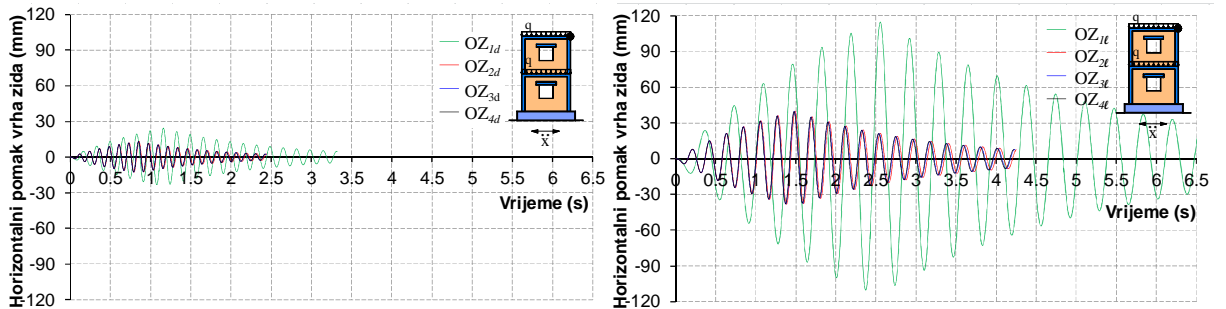 Horizontalni pomak vrha zida (mm)
120
90
60
30
0
-30
-60
-90
-120
0 0.5 1 1.5 2 2.5 3 3.5 4 4.5 5 5.5 6 6.5
Vrijeme (s)
OZ1d
OZ2d
OZ3d
OZ4d
q
q
ẍ
Horizontalni pomak vrha zida (mm)
120
90
60
30
0
-30
-60
-90
-120
0 0.5 1 1.5 2 2.5 3 3.5 4 4.5 5 5.5 6 6.5
Vrijeme (s)
OZ1ℓ
OZ2ℓ
OZ3ℓ
OZ4ℓ
q
q
ẍ